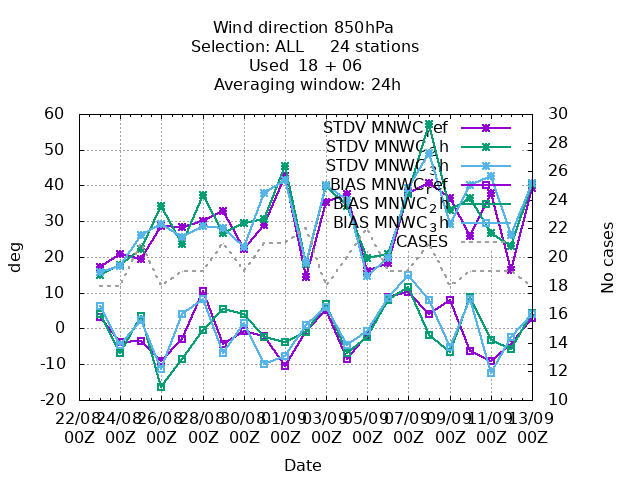 Wind direction 850hPa
Selection: ALL 24 stations
Used 18 + 06
Averaging window: 24h
60
50
40
30
20
10
0
-10
-20
30
28
26
24
22
20
18
16
14
12
10
deg
No cases
STDV MNWC_ref
STDV MNWC_2h
STDV MNWC_3h
BIAS MNWC_ref
BIAS MNWC_2h
BIAS MNWC_3h
CASES
22/08 24/08 26/08 28/08 30/08 01/09 03/09 05/09 07/09 09/09 11/09 13/09
00Z 00Z 00Z 00Z 00Z 00Z 00Z 00Z 00Z 00Z 00Z 00Z
Date